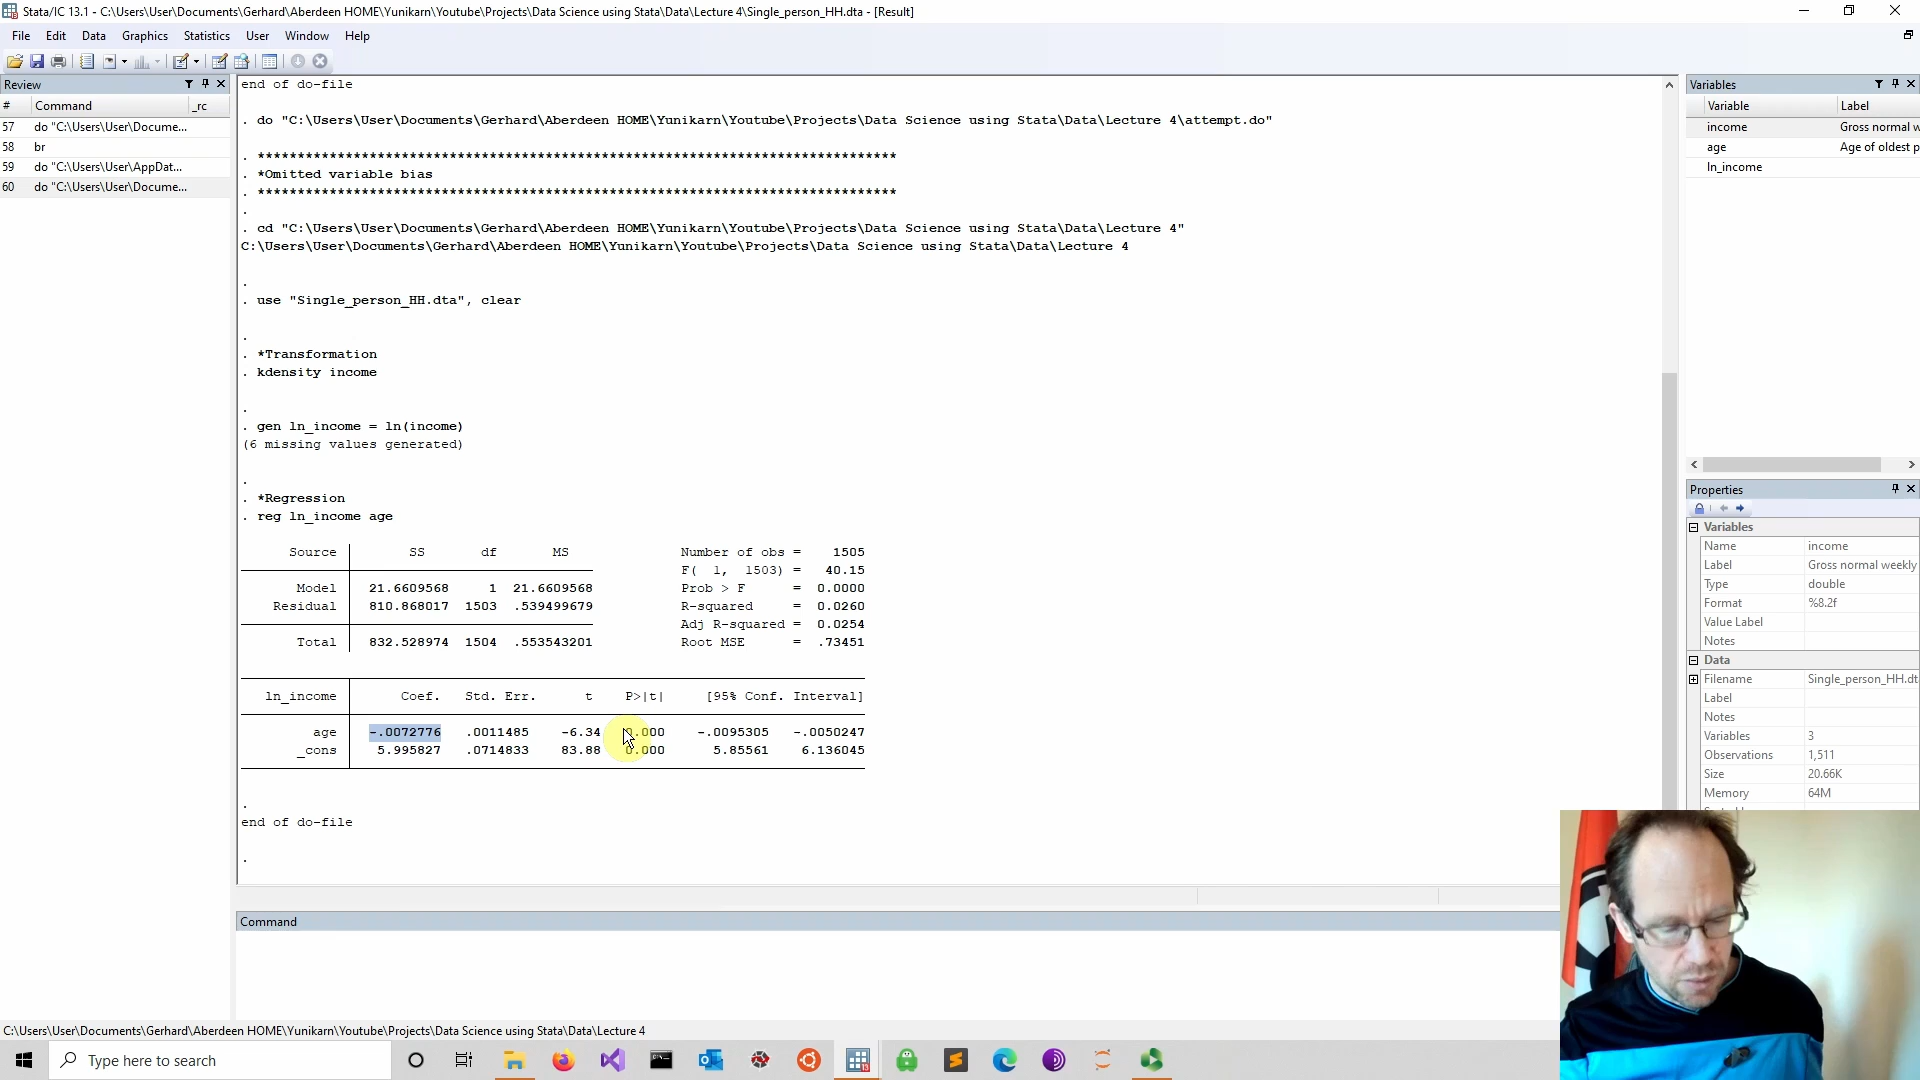 Stata/IC 13.1 - C:\Users\User\Documents\Gerhard\Aberdeen HOME\Yunikarn\Youtube\Projects\Data Science using Stata\Data\Lecture 4\Single_person_HH.dta - [Result]
File Edit Data Graphics Statistics User Window Help
Review
# Command _rc
57 do "C:\Users\User\Docume...
58 br
59 do "C:\Users\User\AppDat...
60 do "C:\Users\User\Docume...
end of do-file
. do "C:\Users\User\Documents\Gerhard\Aberdeen HOME\Yunikarn\Youtube\Projects\Data Science using Stata\Data\Lecture 4\attempt.do"
. ********************************************************************************
. *Omitted variable bias
. ********************************************************************************
.
. cd "C:\Users\User\Documents\Gerhard\Aberdeen HOME\Yunikarn\Youtube\Projects\Data Science using Stata\Data\Lecture 4"
C:\Users\User\Documents\Gerhard\Aberdeen HOME\Yunikarn\Youtube\Projects\Data Science using Stata\Data\Lecture 4
.
. use "Single_person_HH.dta", clear
.
. *Transformation
. kdensity income
.
. gen ln_income = ln(income)
(6 missing values generated)
.
. *Regression
. reg ln_income age
Source SS df MS Number of obs = 1505
F( 1, 1503) = 40.15
Model 21.6609568 1 21.6609568 Prob > F = 0.0000
Residual 810.868017 1503 .539499679 R-squared = 0.0260
Adj R-squared = 0.0254
Total 832.528974 1504 .553543201 Root MSE = .73451
ln_income Coef. Std. Err. t P>|t| [95% Conf. Interval]
age -.0072776 .0011485 -6.34 0.000 -.0095305 -.0050247
_cons 5.995827 .0714833 83.88 0.000 5.85561 6.136045
.
end of do-file
.
Command
Variables
Variable Label
income Gross normal w
age Age of oldest p
ln_income
Properties
Variables
Name income
Label Gross normal weekly
Type double
Format %8.2f
Value Label
Notes
Data
Filename Single_person_HH.dt
Label
Notes
Variables 3
Observations 1,511
Size 20.66K
Memory 64M
C:\Users\User\Documents\Gerhard\Aberdeen HOME\Yunikarn\Youtube\Projects\Data Science using Stata\Data\Lecture 4
Type here to search